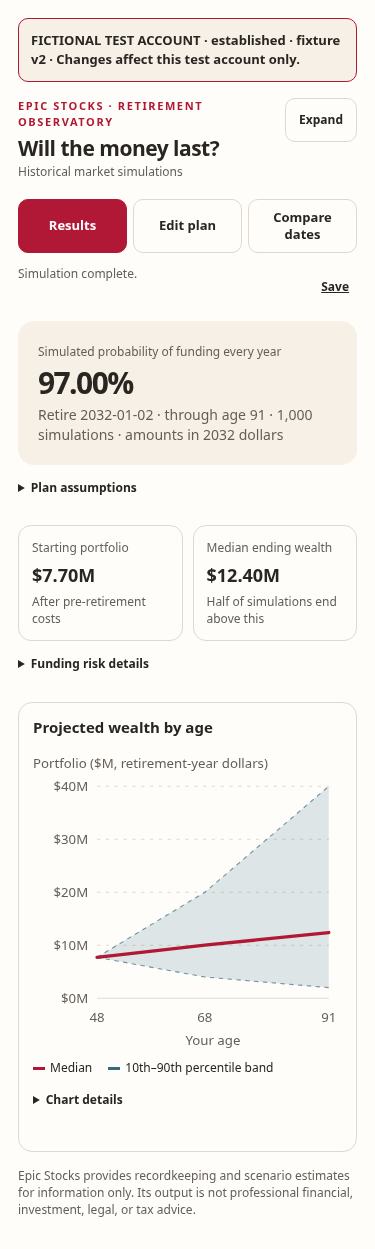 FICTIONAL TEST ACCOUNT · established · fixture
v2 · Changes affect this test account only.
EPIC STOCKS · RETIREMENT
OBSERVATORY
Expand
Will the money last?
Historical market simulations
Results
Edit plan
Compare
dates
Simulation complete.
Save
Simulated probability of funding every year
97.00%
Retire 2032-01-02 · through age 91 · 1,000
simulations · amounts in 2032 dollars
Plan assumptions
Starting portfolio
$7.70M
After pre-retirement
costs
Median ending wealth
$12.40M
Half of simulations end
above this
Funding risk details
Projected wealth by age
Portfolio ($M, retirement-year dollars)
$40M
$30M
$20M
$10M
$0M
48 68 91
Your age
Median 10th–90th percentile band
Chart details
Epic Stocks provides recordkeeping and scenario estimates
for information only. Its output is not professional financial,
investment, legal, or tax advice.